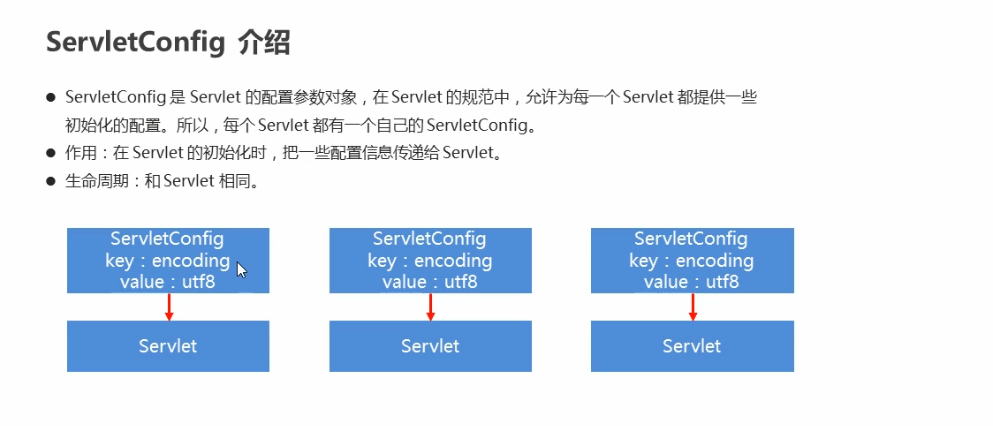 ServletConfig 介绍
● ServletConfig 是 Servlet 的配置参数对象，在 Servlet 的规范中，允许为每一个 Servlet 都提供一些
初始化的配置。所以，每个 Servlet 都有一个自己的 ServletConfig。
● 作用：在 Servlet 的初始化时，把一些配置信息传递给 Servlet。
● 生命周期：和 Servlet 相同。
ServletConfig
key：encoding
value：utf8
Servlet
ServletConfig
key：encoding
value：utf8
Servlet
ServletConfig
key：encoding
value：utf8
Servlet